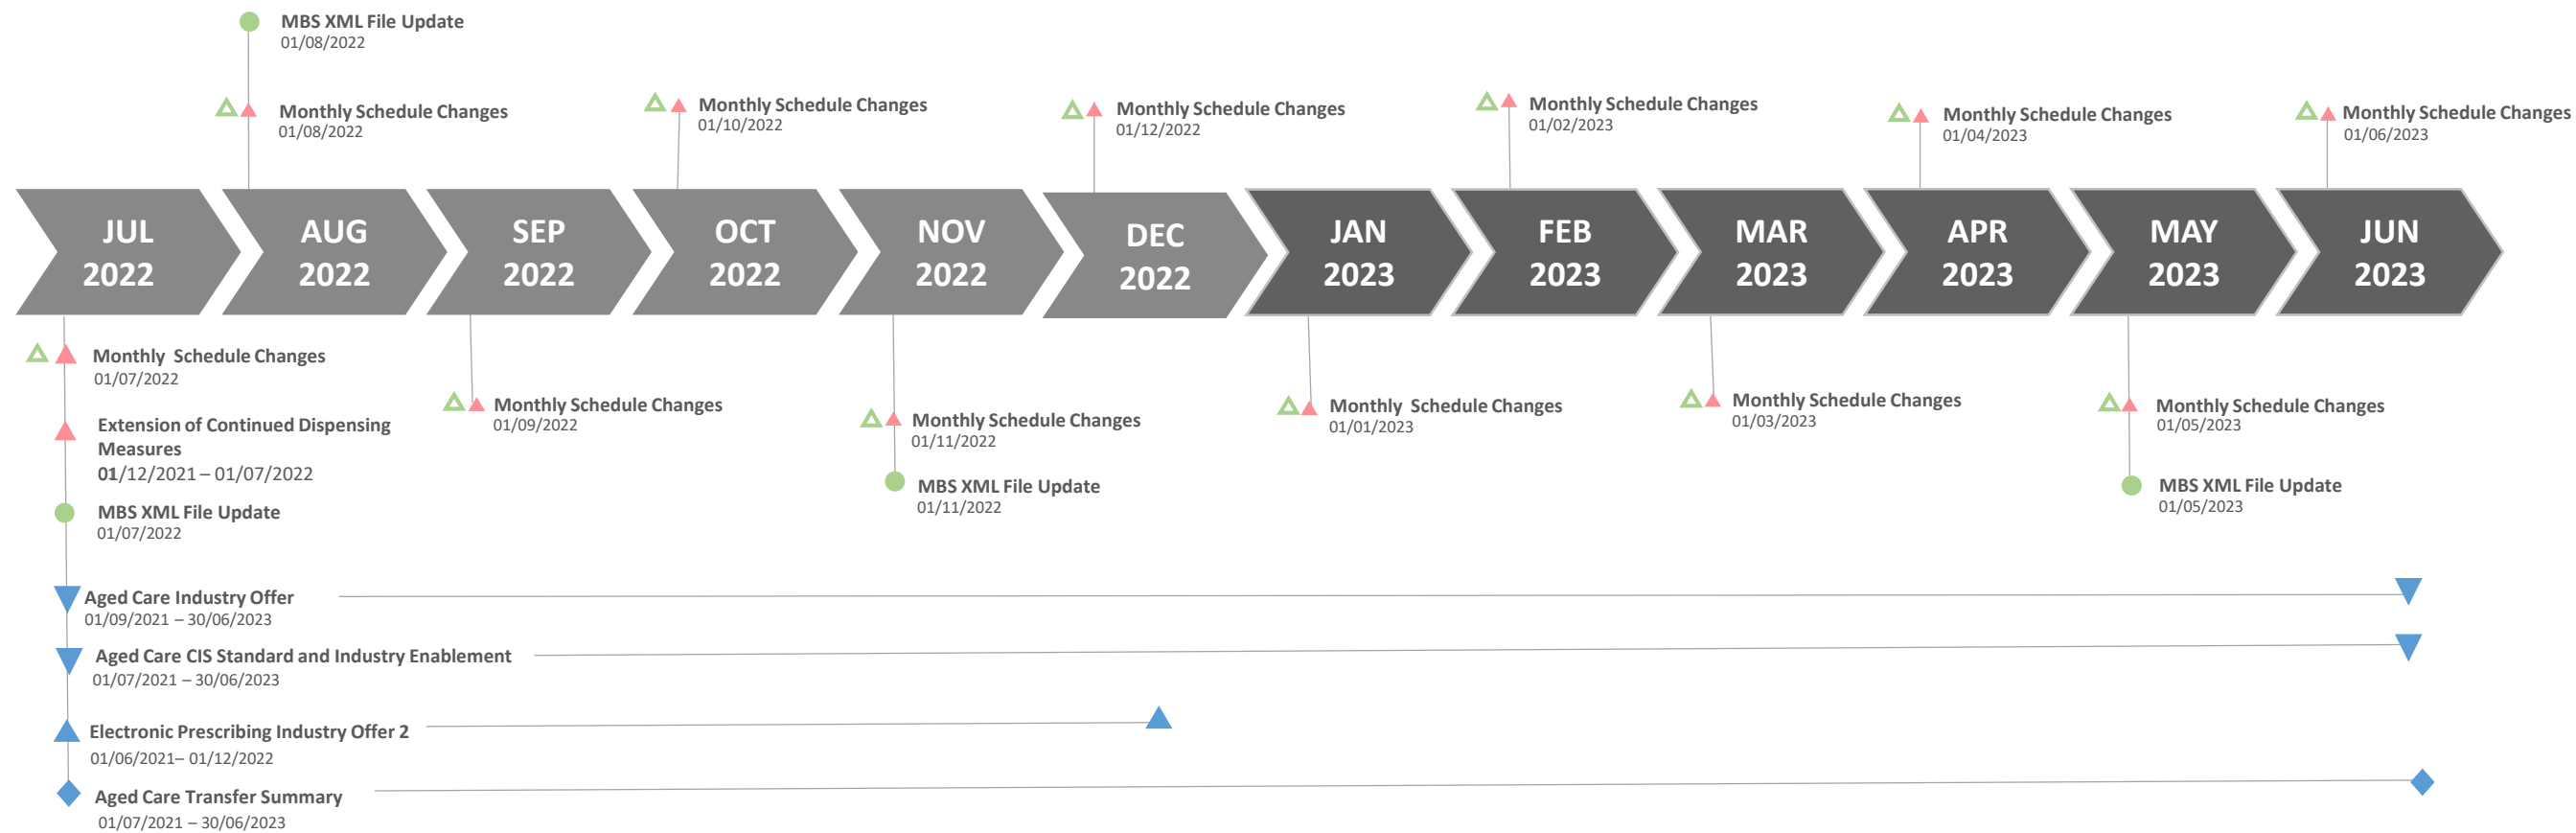 MBS XML File Update
01/08/2022
Monthly Schedule Changes
01/08/2022
Monthly Schedule Changes
01/10/2022
Monthly Schedule Changes
01/12/2022
Monthly Schedule Changes
01/02/2023
Monthly Schedule Changes
01/04/2023
Monthly Schedule Changes
01/06/2023
JUL
2022
AUG
2022
SEP
2022
OCT
2022
NOV
2022
DEC
2022
JAN
2023
FEB
2023
MAR
2023
APR
2023
MAY
2023
JUN
2023
Monthly  Schedule Changes
01/07/2022
Extension of Continued Dispensing
Measures
01/12/2021 – 01/07/2022
MBS XML File Update
01/07/2022
Monthly Schedule Changes
01/09/2022
Monthly Schedule Changes
01/11/2022
MBS XML File Update
01/11/2022
Monthly  Schedule Changes
01/01/2023
Monthly Schedule Changes
01/03/2023
Monthly Schedule Changes
01/05/2023
MBS XML File Update
01/05/2023
Aged Care Industry Offer
01/09/2021 – 30/06/2023
Aged Care CIS Standard and Industry Enablement
01/07/2021 – 30/06/2023
Electronic Prescribing Industry Offer 2
01/06/2021– 01/12/2022
Aged Care Transfer Summary
01/07/2021 – 30/06/2023